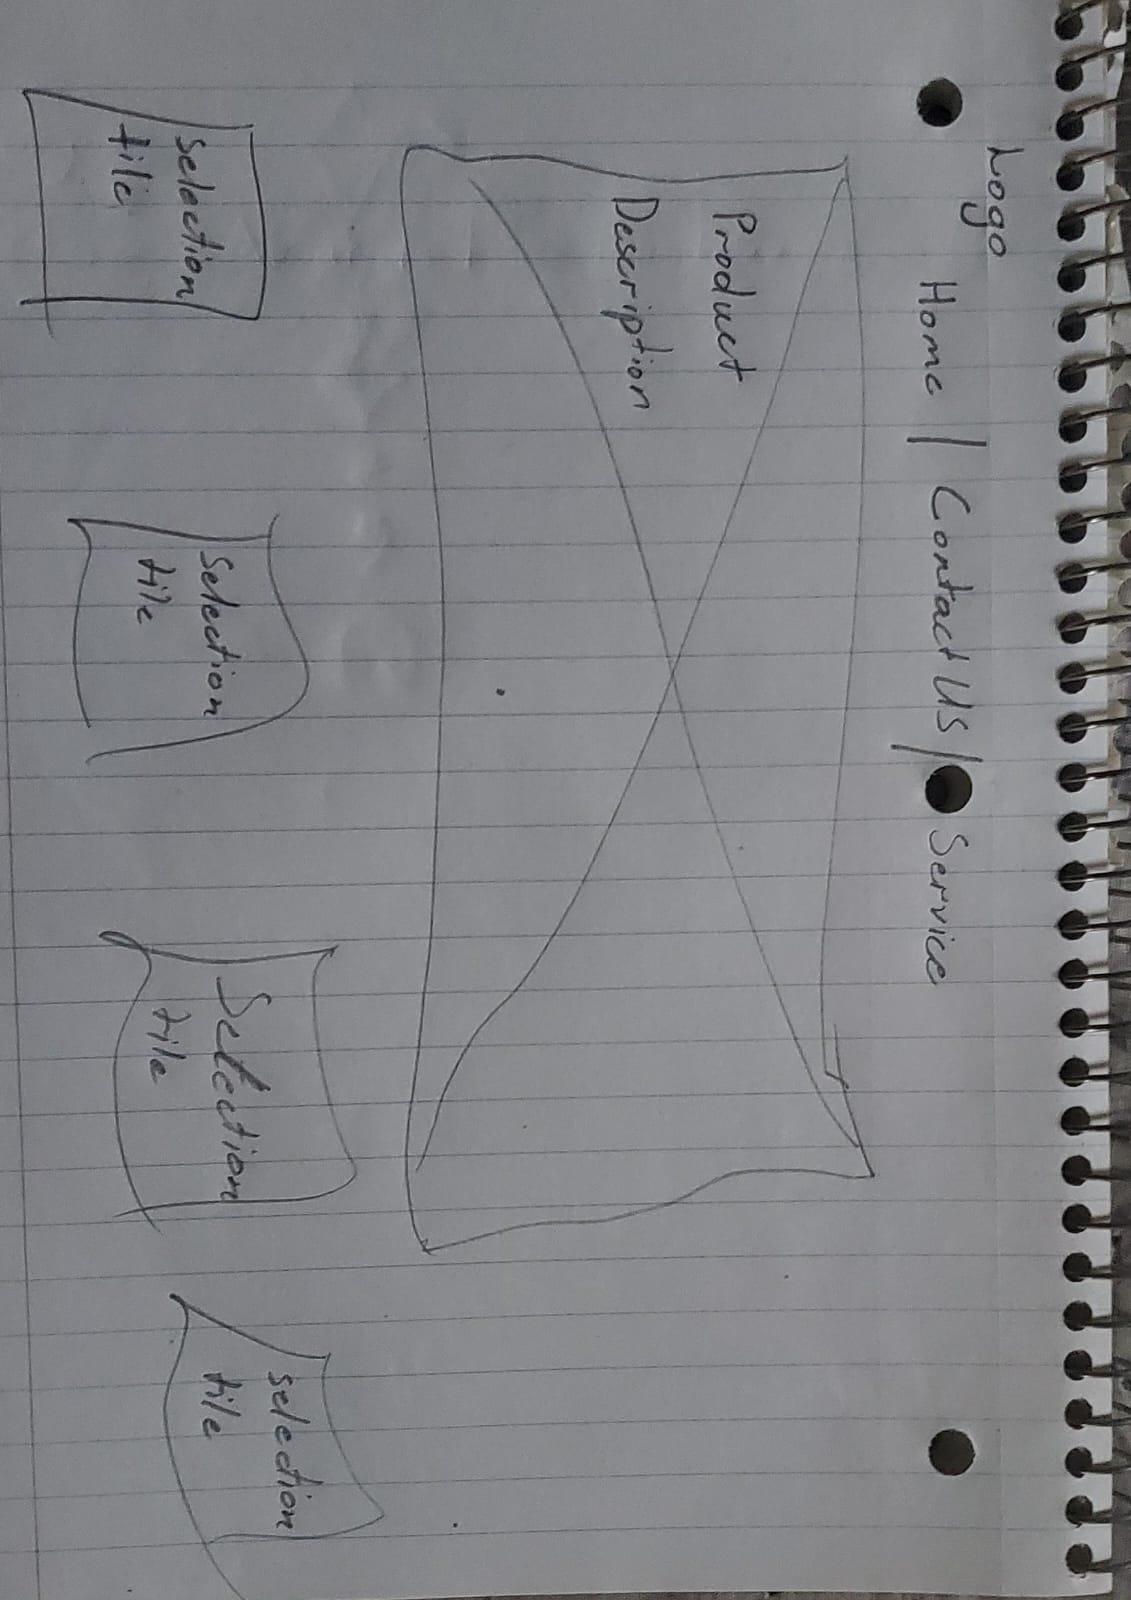 Logo
Home | Contact Us | Service
Product
Description
Selection
tile
Selection
tile
Selection
tile
selection
tile